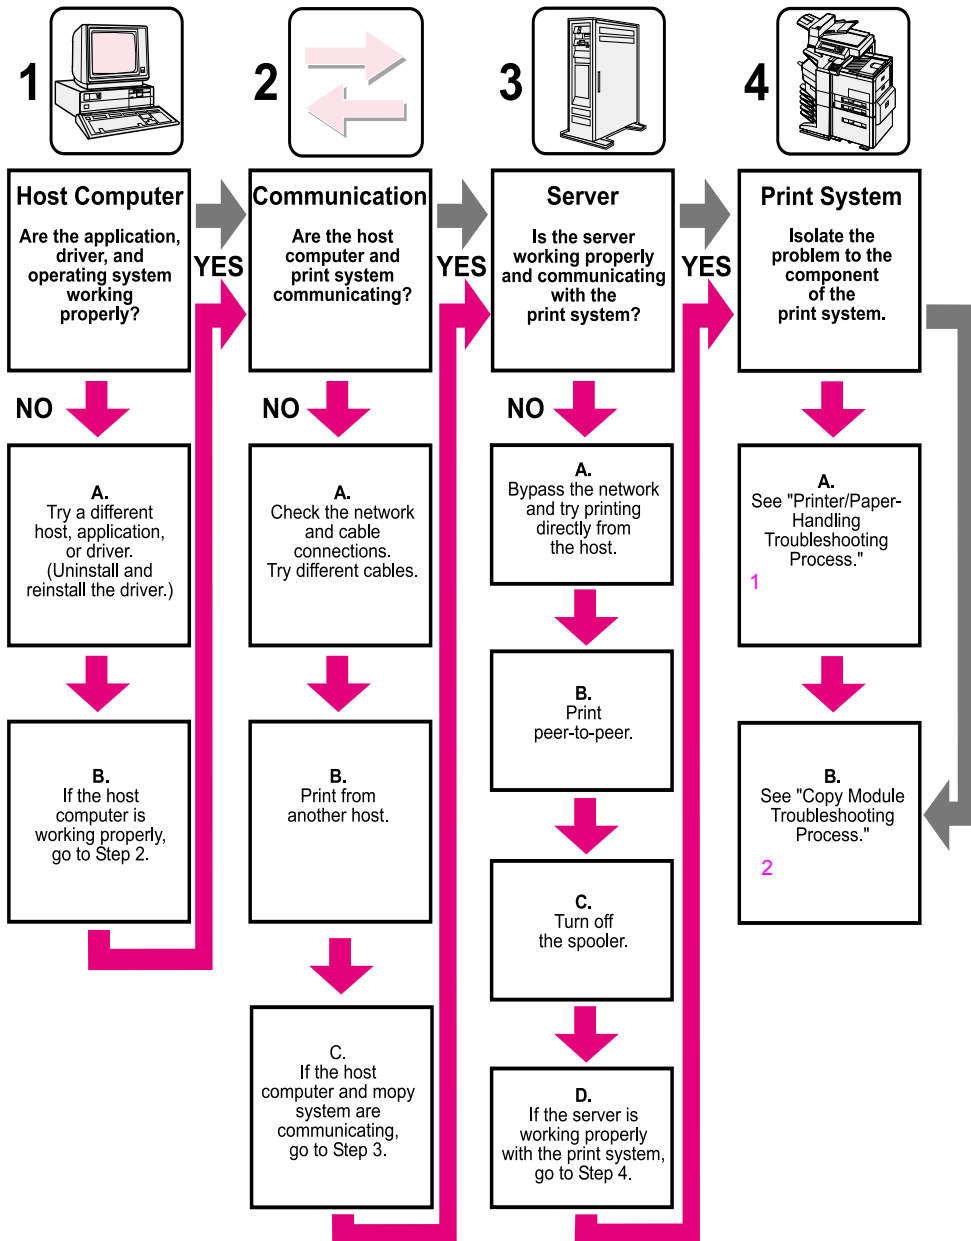 1
2
3
4
Host Computer
Are the application,
driver, and
operating system
working
properly?
YES
NO
A.
Try a different
host, application,
or driver.
(Uninstall and
reinstall the driver.)
B.
If the host
computer is
working properly,
go to Step 2.
Communication
Are the host
computer and
print system
communicating?
YES
NO
A.
Check the network
and cable
connections.
Try different cables.
B.
Print from
another host.
C.
If the host
computer and mopy
system are
communicating,
go to Step 3.
Server
Is the server
working properly
and communicating
with the
print system?
YES
NO
A.
Bypass the network
and try printing
directly from
the host.
B.
Print
peer-to-peer.
C.
Turn off
the spooler.
D.
If the server is
working properly
with the print system,
go to Step 4.
Print System
Isolate the
problem to the
component
of the
print system.
A.
See "Printer/Paper-
Handling
Troubleshooting
Process."
1
B.
See "Copy Module
Troubleshooting
Process."
2